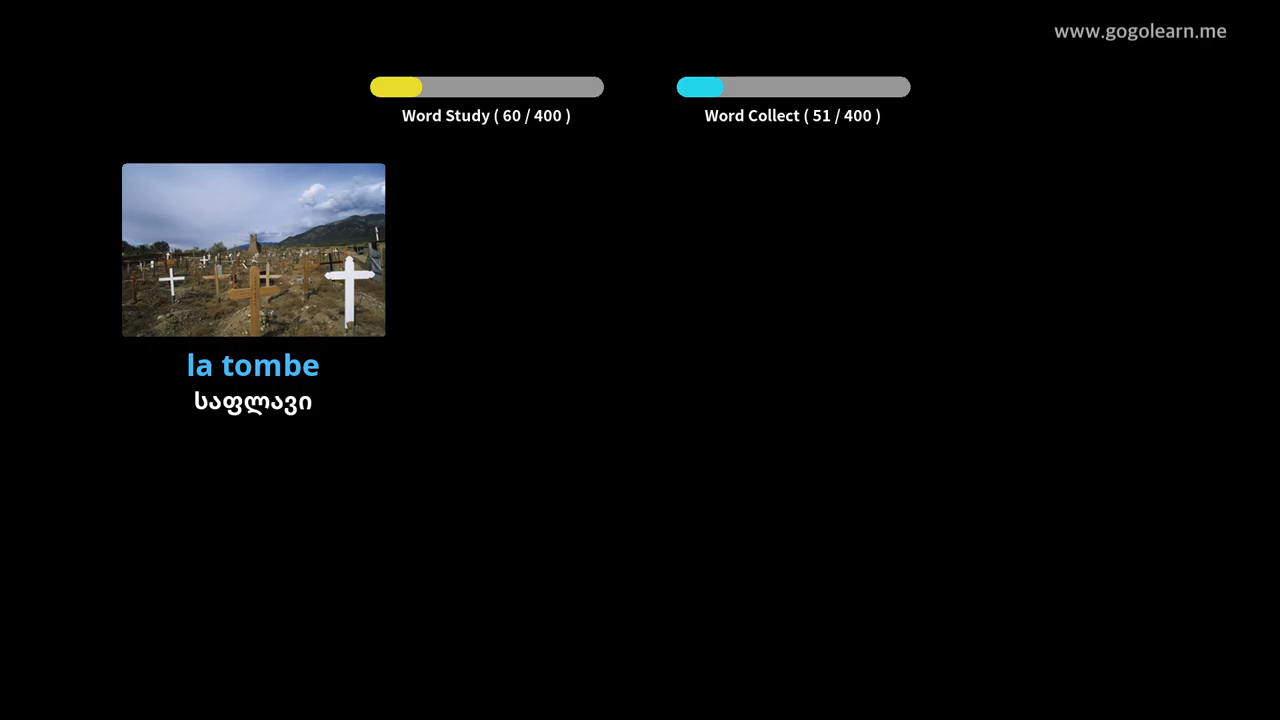 www.gogolearn.me
Word Study ( 60 / 400 )
Word Collect ( 51 / 400 )
la tombe
საფლავი